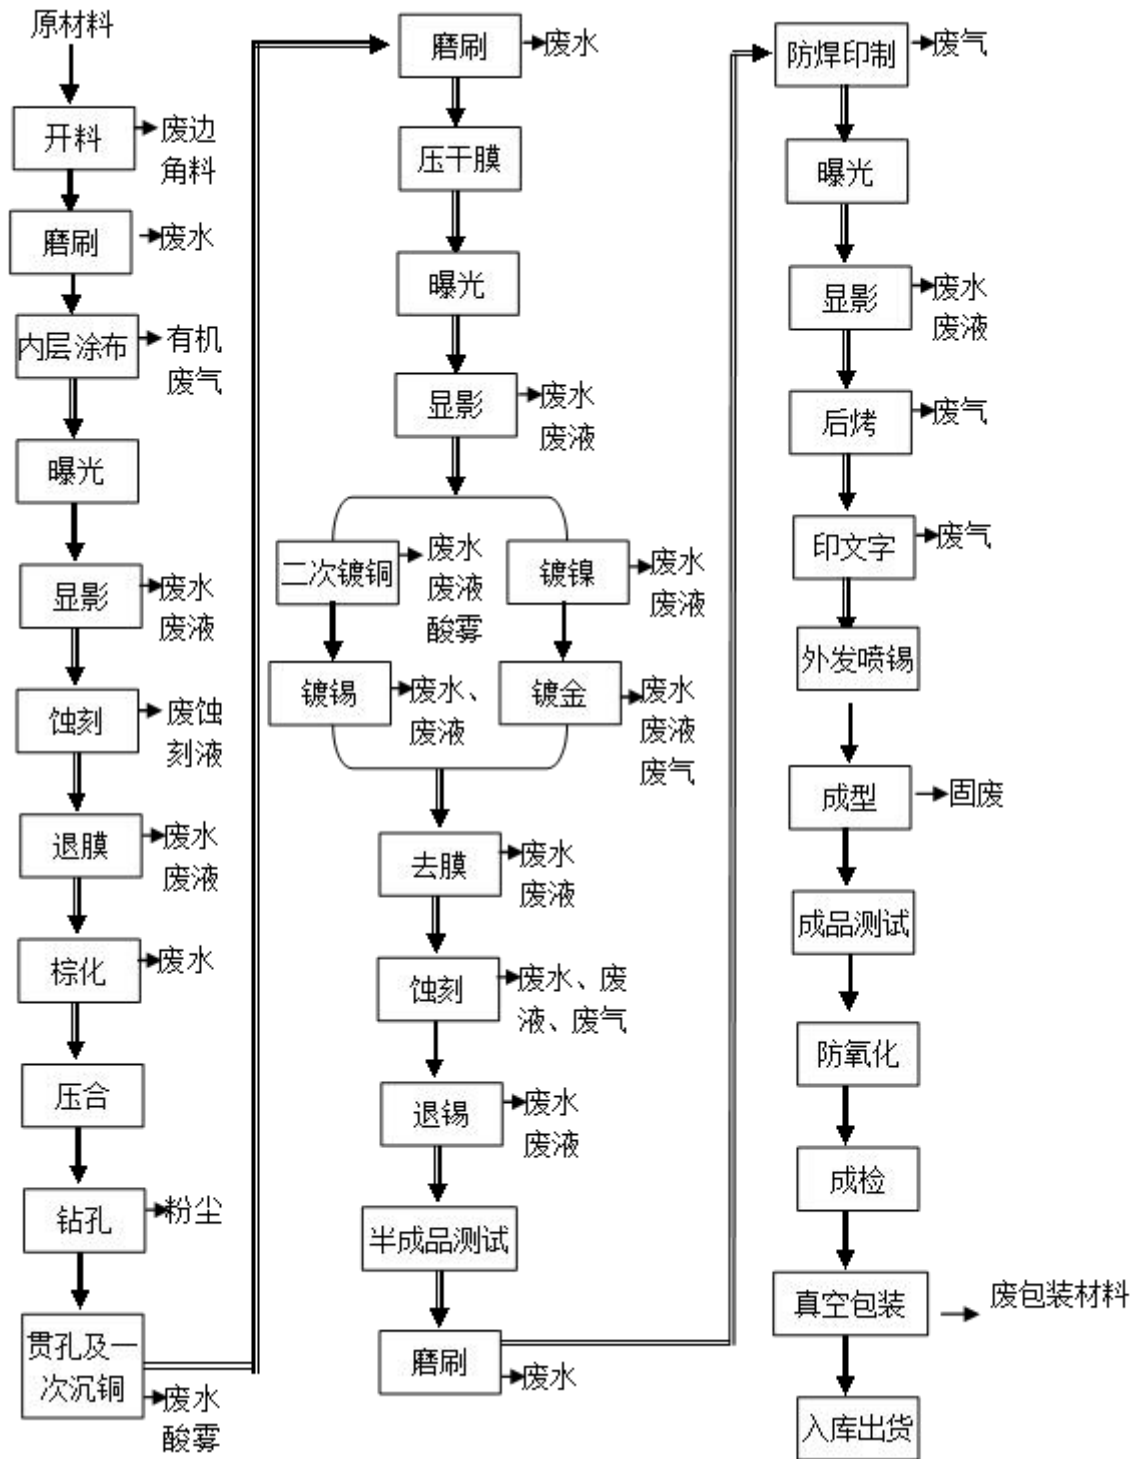 原材料
开料
废边
角料
磨刷
废水
内层涂布
有机
废气
曝光
显影
废水
废液
蚀刻
废蚀
刻液
退膜
废水
废液
棕化
废水
压合
钻孔
粉尘
贯孔及一
次沉铜
废水
酸雾
磨刷
废水
压干膜
曝光
显影
废水
废液
二次镀铜
废水
废液
酸雾
镀镍
废水
废液
镀锡
废水、
废液
镀金
废水
废液
废气
去膜
废水
废液
蚀刻
废水、废
液、废气
退锡
废水
废液
半成品测试
磨刷
废水
防焊印制
废气
曝光
显影
废水
废液
后烤
废气
印文字
废气
外发喷锡
成型
固废
成品测试
防氧化
成检
真空包装
废包装材料
入库出货